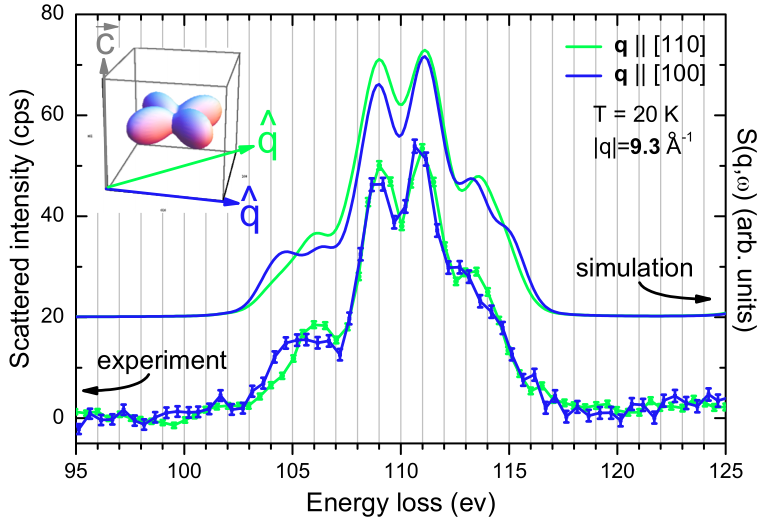 80
60
40
20
0
95
100
105
110
115
120
125
Scattered intensity (cps)
Energy loss (ev)
S(q,ω) (arb. units)
q || [110]
q || [100]
T = 20 K
|q|=9.3 Å⁻¹
c
q̂
q̂
simulation
experiment